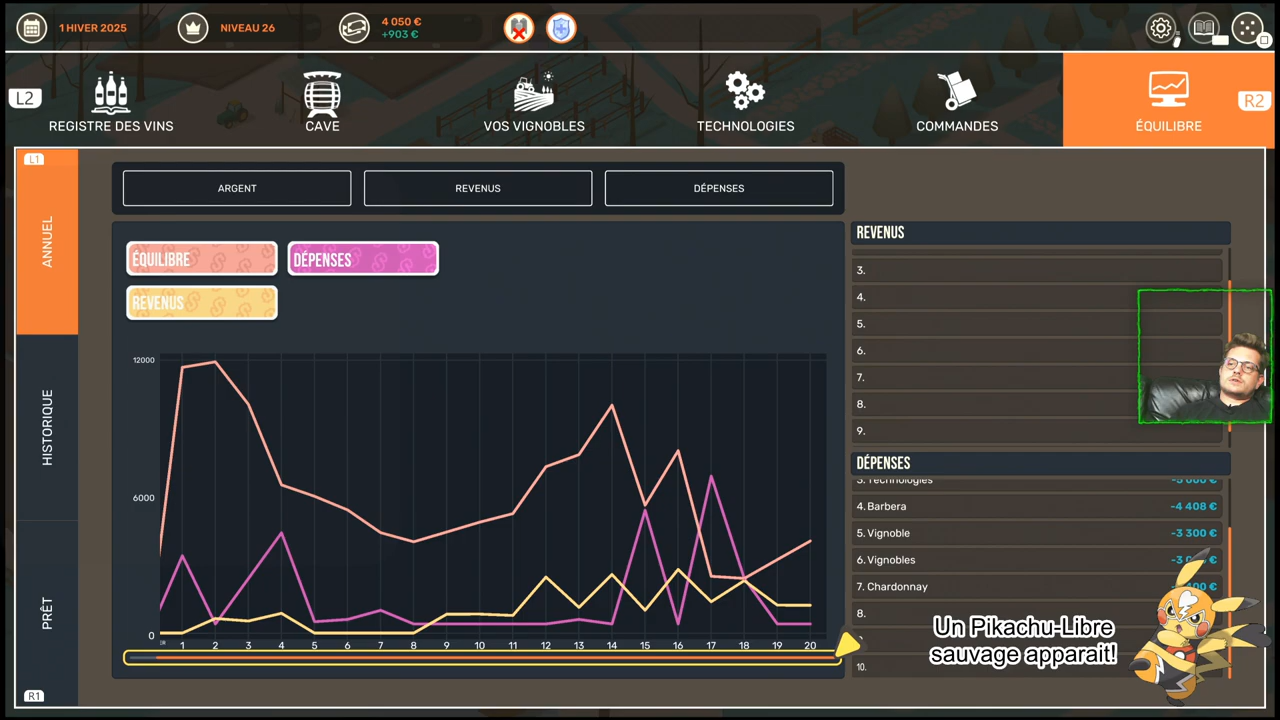 1 HIVER 2025
NIVEAU 26
4 050 €
+903 €
L2
REGISTRE DES VINS
CAVE
VOS VIGNOBLES
TECHNOLOGIES
COMMANDES
ÉQUILIBRE
R2
L1
ANNUEL
HISTORIQUE
PRÊT
R1
ARGENT
REVENUS
DÉPENSES
ÉQUILIBRE
DÉPENSES
REVENUS
12000
6000
0
1 2 3 4 5 6 7 8 9 10 11 12 13 14 15 16 17 18 19 20
REVENUS
3.
4.
5.
6.
7.
8.
9.
DÉPENSES
3. Technologies -5 000 €
4. Barbera -4 408 €
5. Vignoble -3 300 €
6. Vignobles
7. Chardonnay
8.
10.
Un Pikachu-Libre
sauvage apparait!